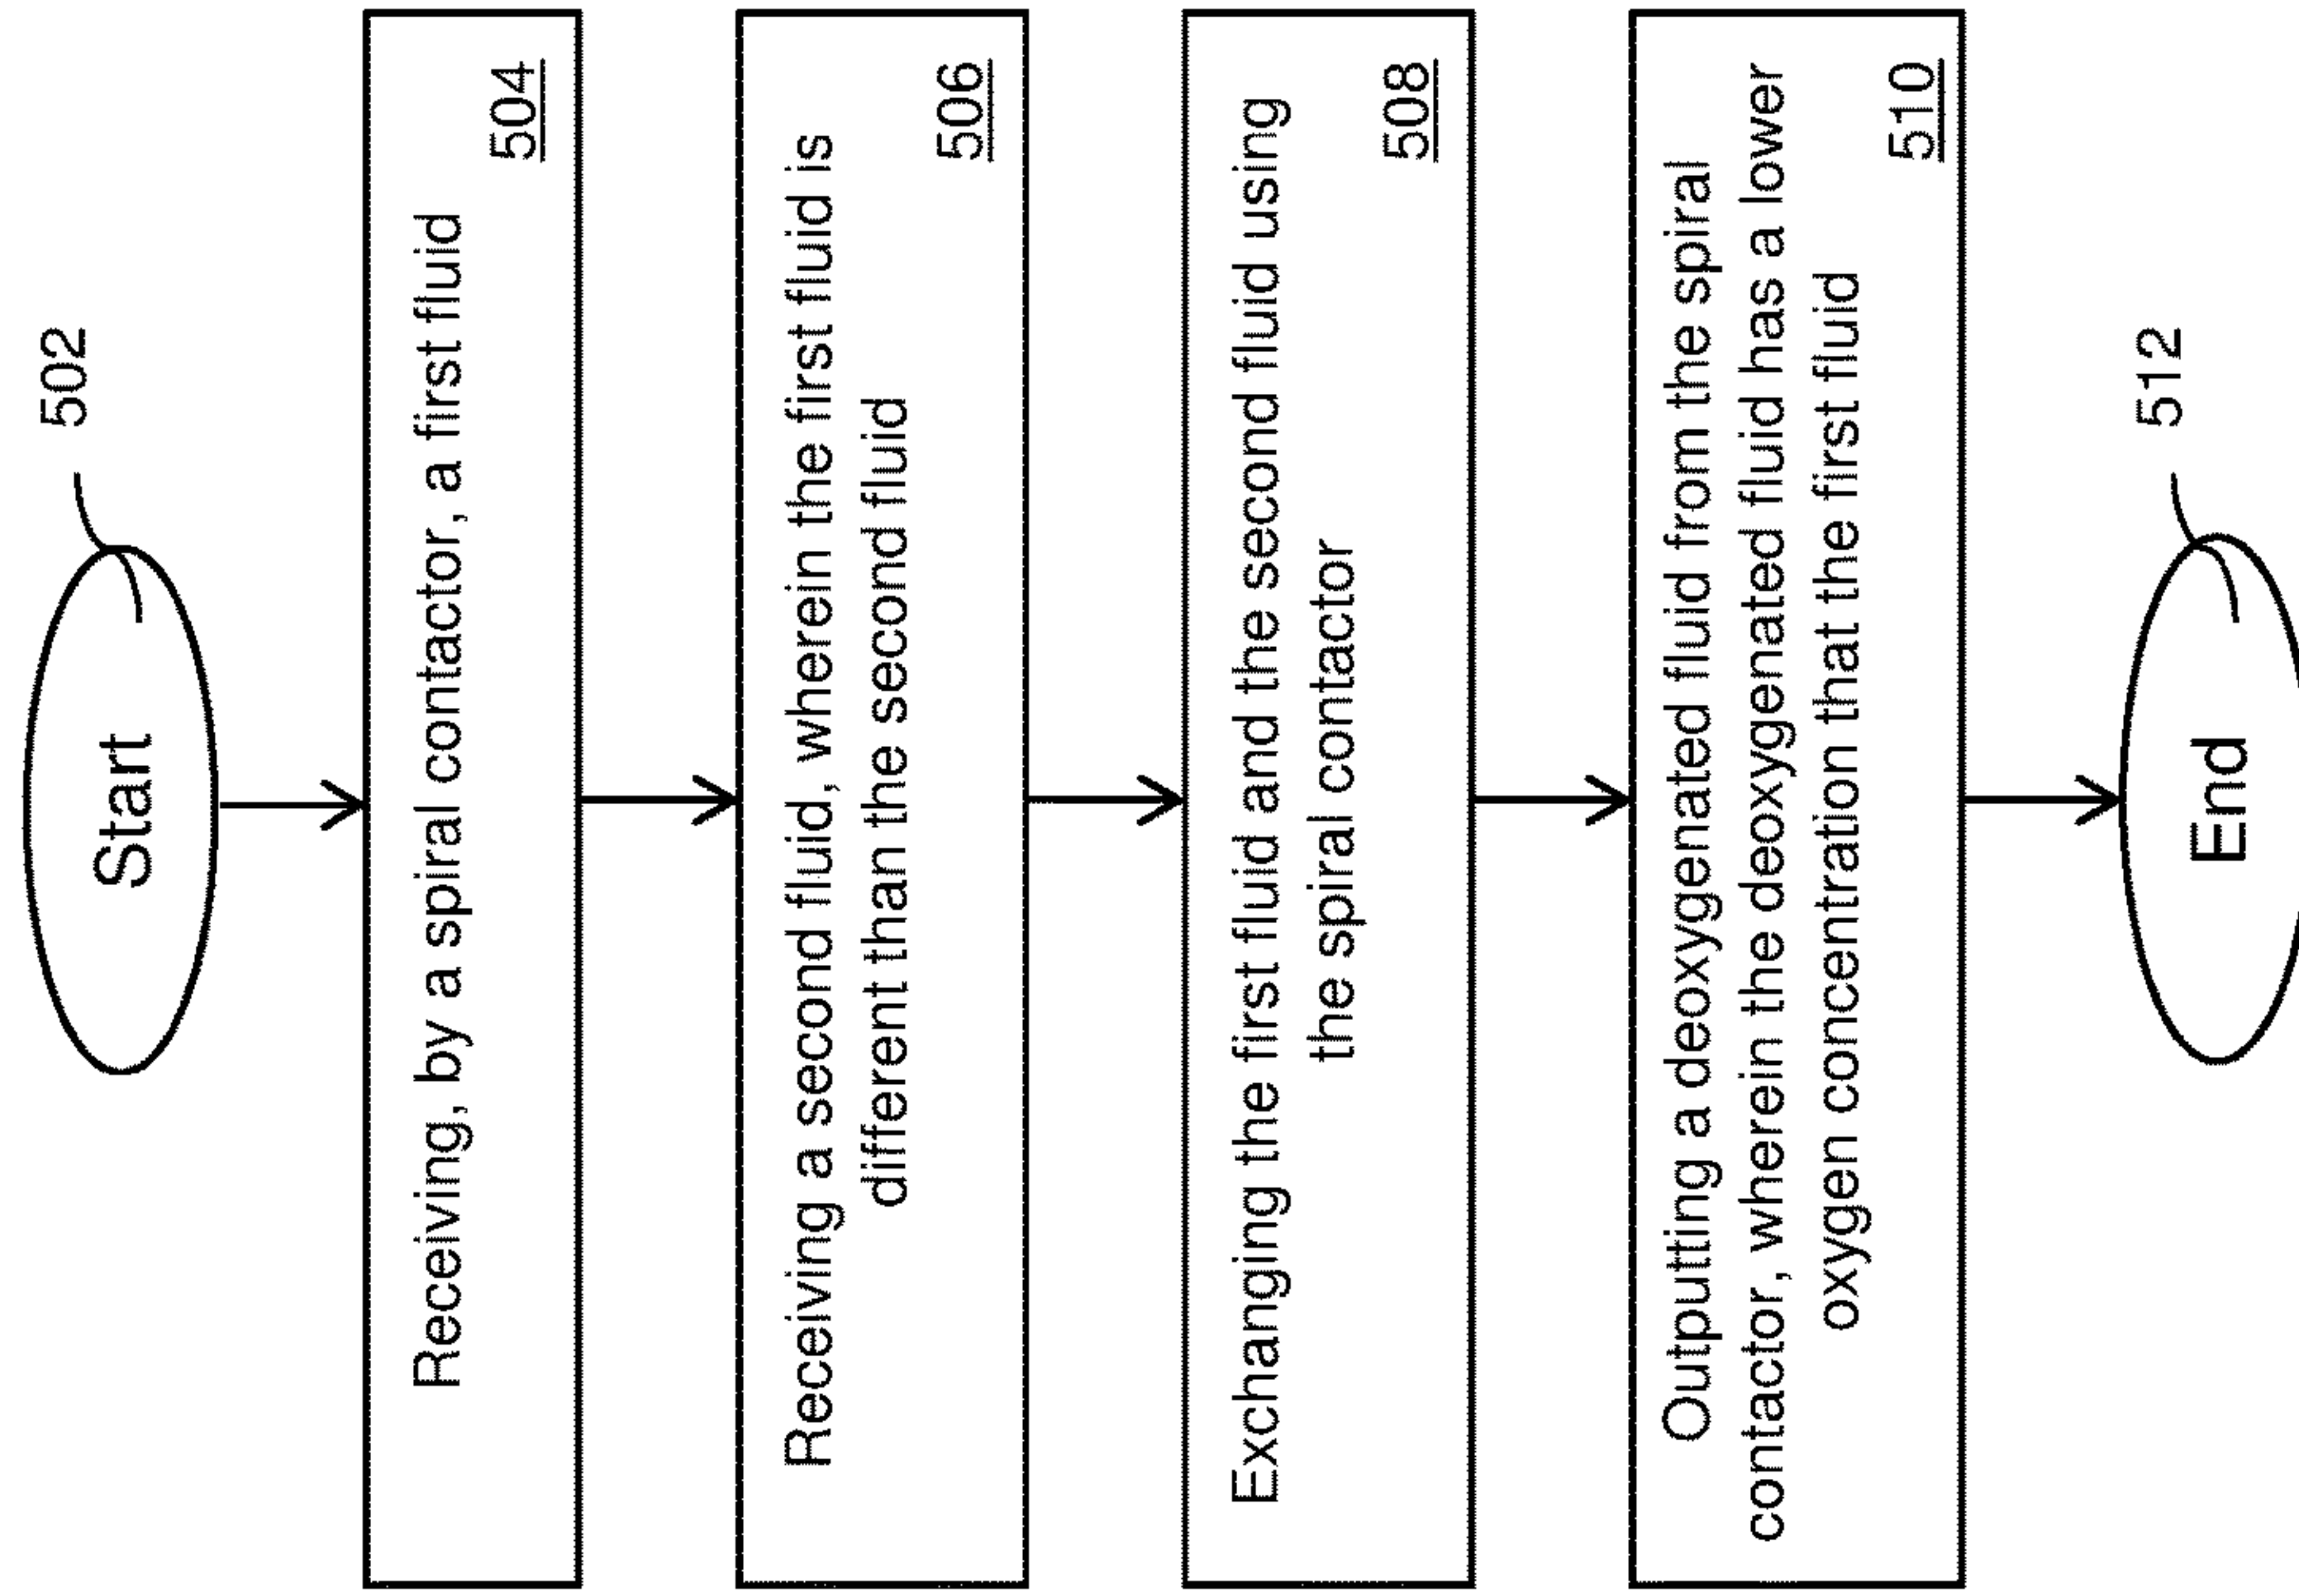 502
Start
Receiving, by a spiral contactor, a first fluid
504
Receiving a second fluid, wherein the first fluid is
different than the second fluid
506
Exchanging the first fluid and the second fluid using
the spiral contactor
508
Outputting a deoxygenated fluid from the spiral
contactor, wherein the deoxygenated fluid has a lower
oxygen concentration that the first fluid
510
512
End